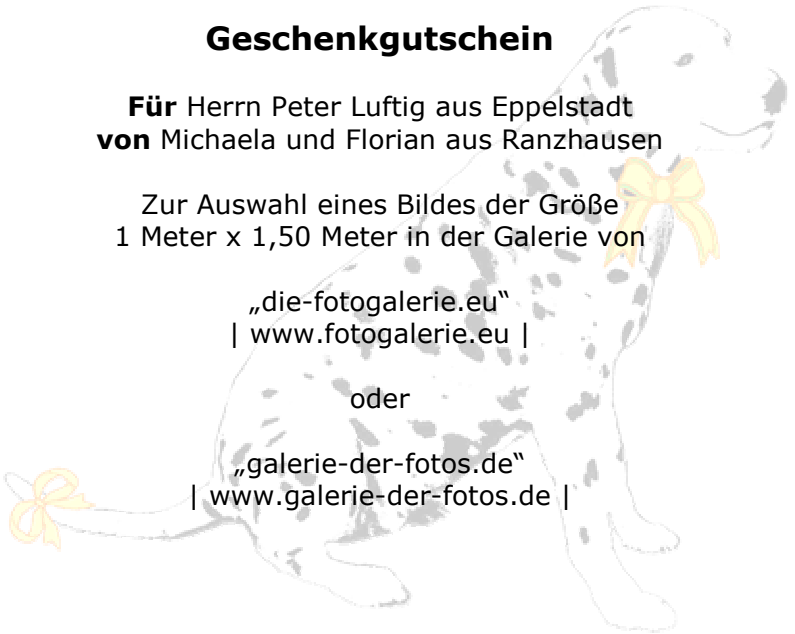 Geschenkgutschein
Für Herrn Peter Luftig aus Eppelstadt
von Michaela und Florian aus Ranzhausen
Zur Auswahl eines Bildes der Größe
1 Meter x 1,50 Meter in der Galerie von
„die-fotogalerie.eu“
| www.fotogalerie.eu |
oder
„galerie-der-fotos.de“
| www.galerie-der-fotos.de |